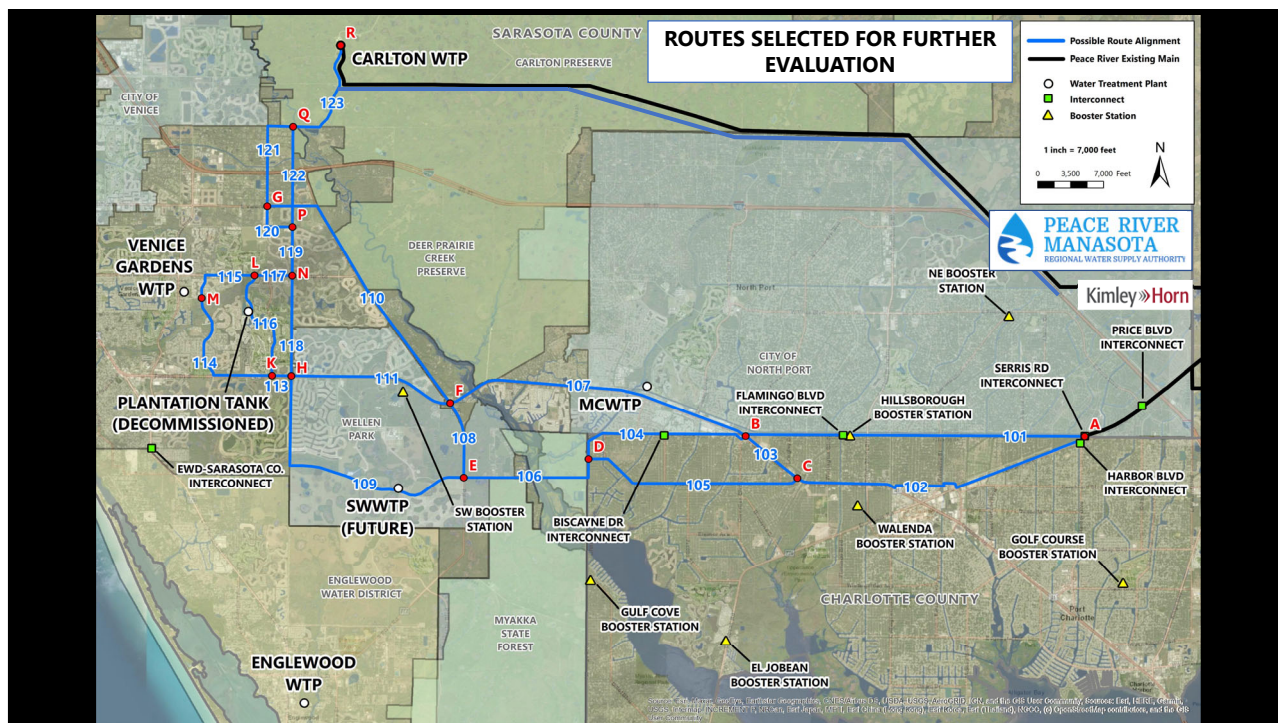 R
SARASOTA COUNTY
CARLTON WTP
CARLTON PRESERVE
ROUTES SELECTED FOR FURTHER
EVALUATION
Possible Route Alignment
Peace River Existing Main
Water Treatment Plant
Interconnect
Booster Station
1 inch = 7,000 feet
N
0 3,500 7,000 Feet
CITY OF
VENICE
123
Q
121
122
G
P
120
PEACE RIVER
MANASOTA
REGIONAL WATER SUPPLY AUTHORITY
Kimley»Horn
VENICE
GARDENS
WTP
119
L
115
117
N
M
116
110
DEER PRAIRIE
CREEK
PRESERVE
North Port
NE BOOSTER
STATION
PRICE BLVD
INTERCONNECT
114
118
K
H
113
111
F
107
MCWTP
CITY OF
NORTH PORT
SERRIS RD
INTERCONNECT
FLAMINGO BLVD
INTERCONNECT
HILLSBOROUGH
BOOSTER STATION
PLANTATION TANK
(DECOMMISSIONED)
WELLEN
PARK
108
104
B
101
A
D
103
EWD-SARASOTA CO.
INTERCONNECT
E
106
105
C
102
109
HARBOR BLVD
INTERCONNECT
SWWTP
(FUTURE)
SW BOOSTER
STATION
BISCAYNE DR
INTERCONNECT
WALENDA
BOOSTER STATION
GOLF COURSE
BOOSTER STATION
ENGLEWOOD
WATER DISTRICT
GULF COVE
BOOSTER STATION
CHARLOTTE COUNTY
Port
Charlotte
MYAKKA
STATE
FOREST
EL JOBEAN
BOOSTER STATION
ENGLEWOOD
WTP